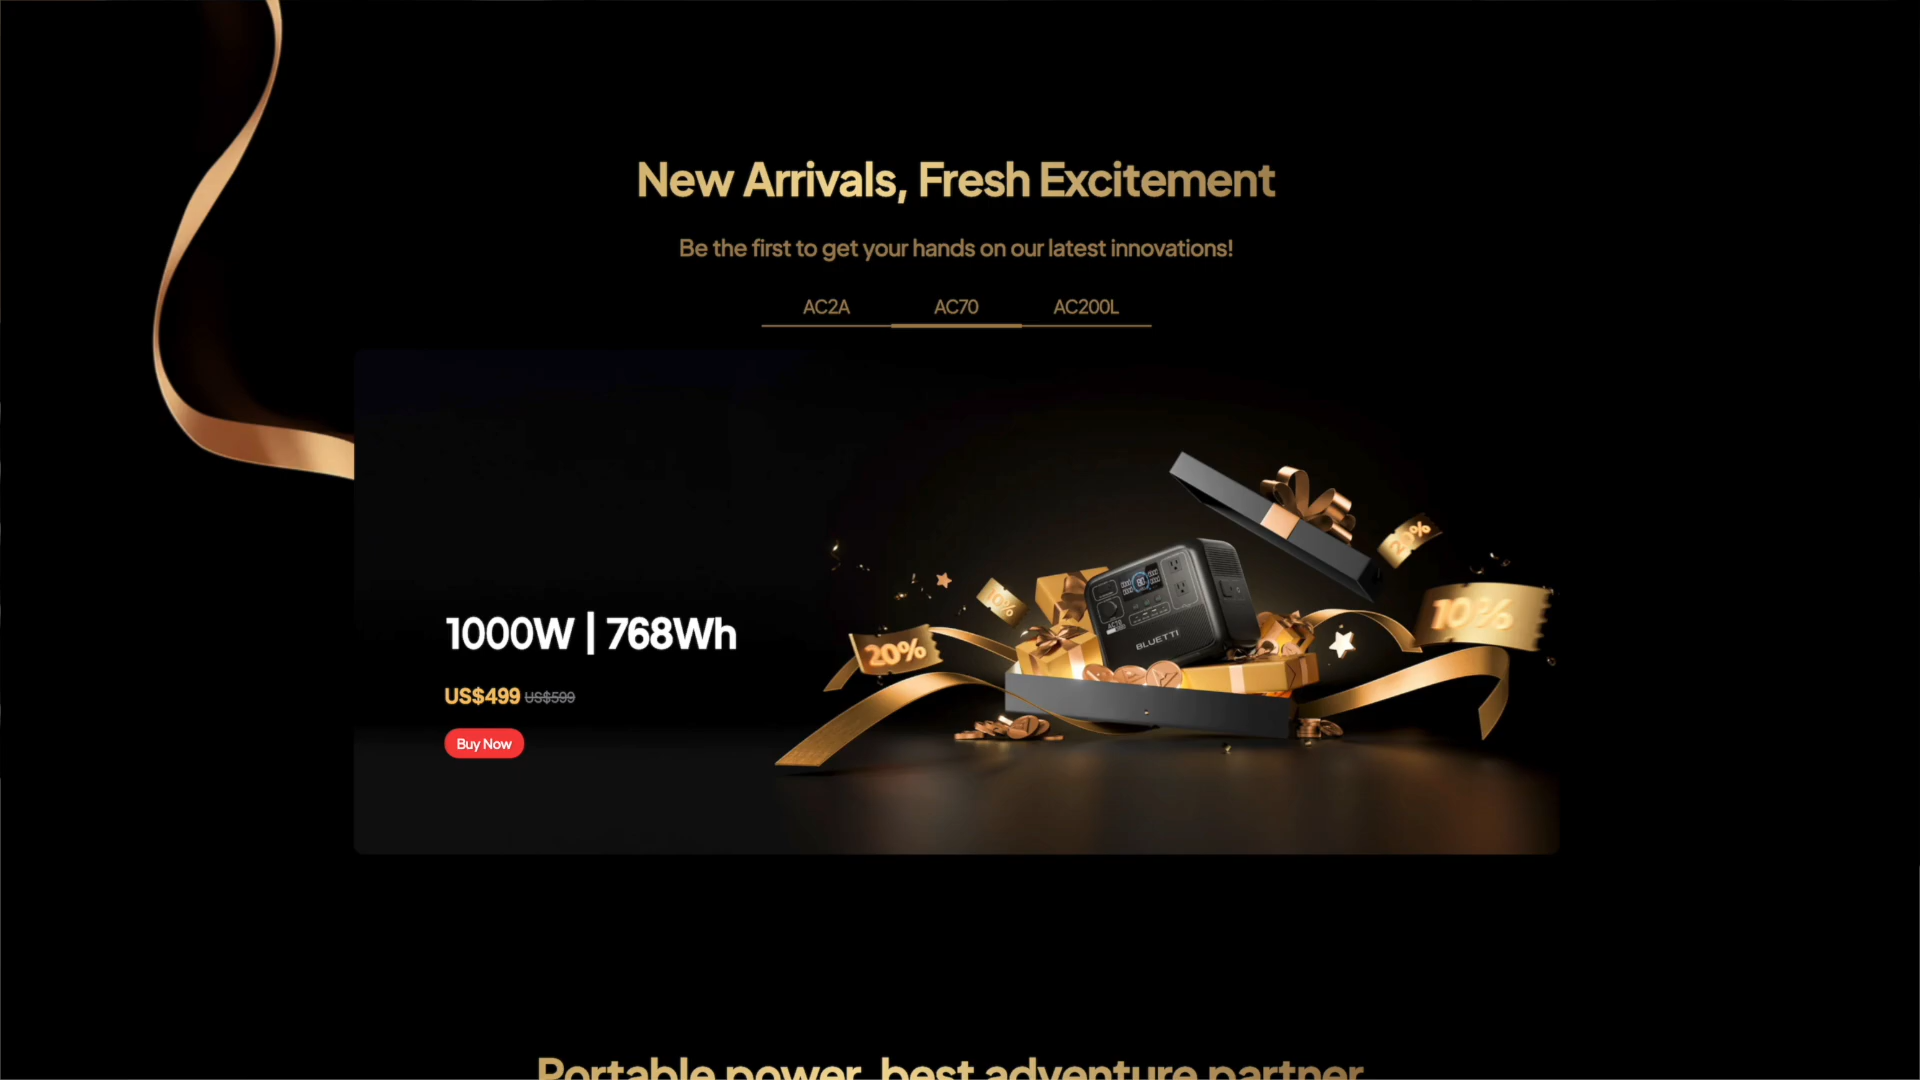 New Arrivals, Fresh Excitement
Be the first to get your hands on our latest innovations!
AC2A
AC70
AC200L
1000W | 768Wh
US$499 US$599
Buy Now
20%
10%
20%
10%
AC70
BLUETTI
Portable power, best adventure partner